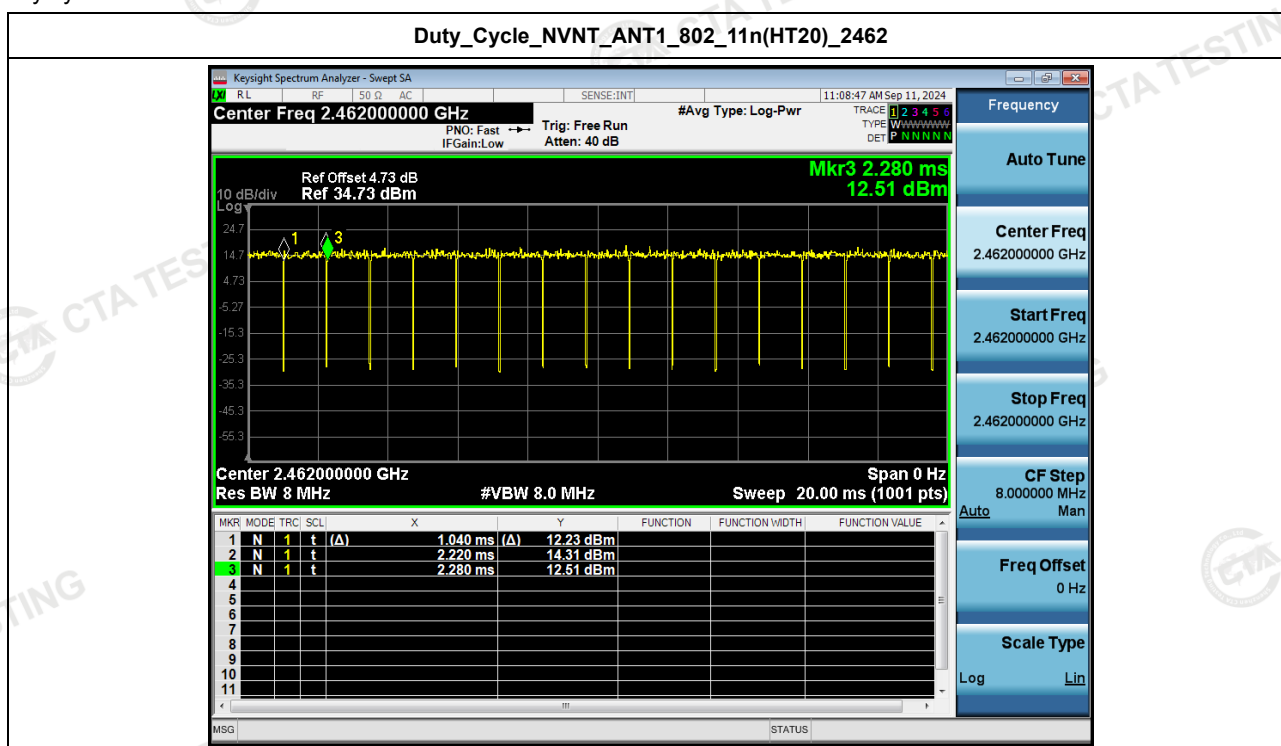 Duty_Cycle_NVNT_ANT1_802_11n(HT20)_2462
Keysight Spectrum Analyzer - Swept SA
RL RF 50 Ω AC SENSE:INT 11:08:47 AM Sep 11, 2024
Center Freq 2.462000000 GHz
PNO: Fast
IFGain:Low
Trig: Free Run
Atten: 40 dB
#Avg Type: Log-Pwr
TRACE 1 2 3 4 5 6
TYPE WWWWWW
DET P N N N N N
Mkr3 2.280 ms
12.51 dBm
Ref Offset 4.73 dB
10 dB/div Ref 34.73 dBm
Log
24.7
14.7
4.73
-5.27
-15.3
-25.3
-35.3
-45.3
-55.3
1
3
Center 2.462000000 GHz Span 0 Hz
Res BW 8 MHz #VBW 8.0 MHz Sweep 20.00 ms (1001 pts)
MKR MODE TRC SCL X Y FUNCTION FUNCTION WIDTH FUNCTION VALUE
1 N 1 t (Δ) 1.040 ms (Δ) 12.23 dBm
2 N 1 t 2.220 ms 14.31 dBm
3 N 1 t 2.280 ms 12.51 dBm
4
5
6
7
8
9
10
11
MSG STATUS
Frequency
Auto Tune
Center Freq
2.462000000 GHz
Start Freq
2.462000000 GHz
Stop Freq
2.462000000 GHz
CF Step
8.000000 MHz
Auto Man
Freq Offset
0 Hz
Scale Type
Log Lin
CTA TESTING